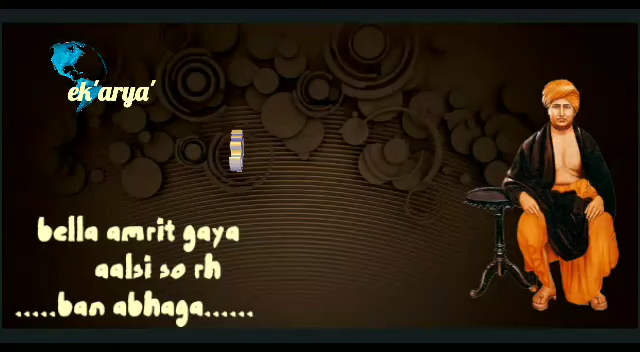 ek'arya'
bella amrit gaya
aalsi so rh
.....ban abhaga......